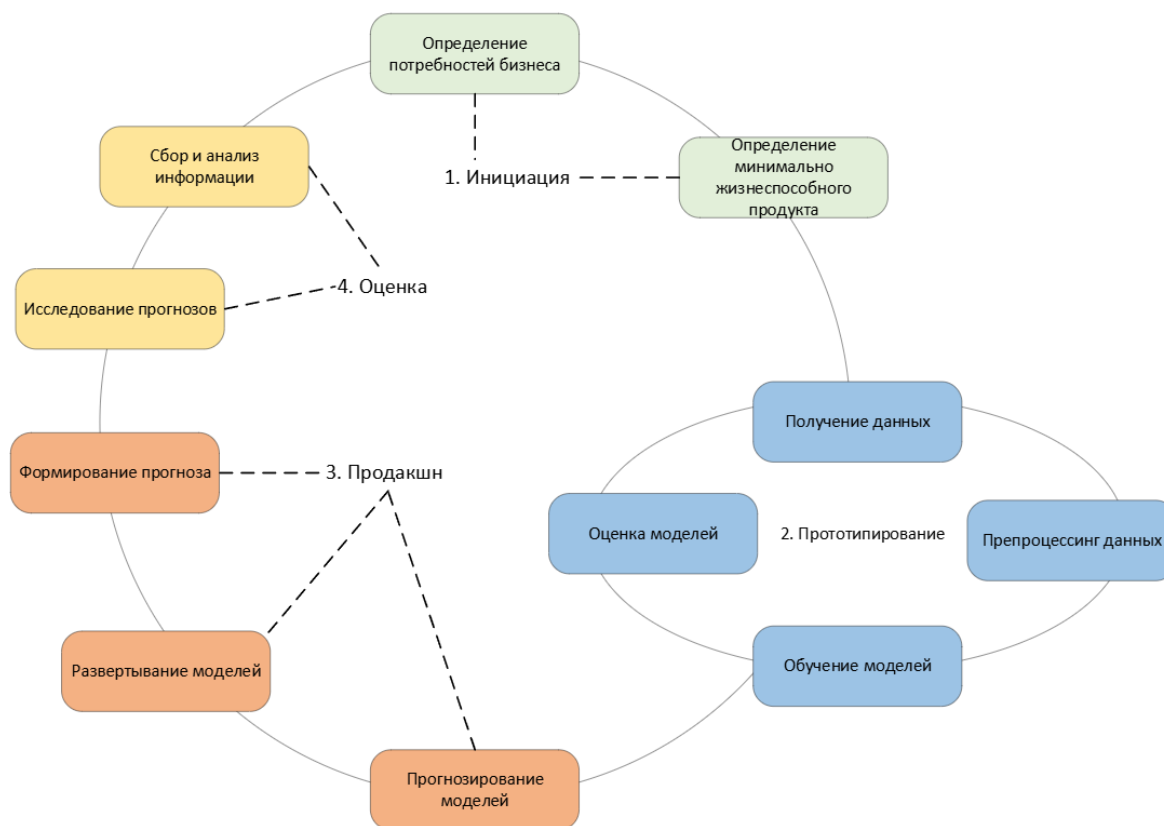 Определение
потребностей бизнеса
Определение
минимально
жизнеспособного
продукта
Сбор и анализ
информации
1. Инициация
4. Оценка
Исследование прогнозов
Получение данных
Формирование прогноза
3. Продакшн
Оценка моделей
2. Прототипирование
Препроцессинг данных
Развертывание моделей
Обучение моделей
Прогнозирование
моделей